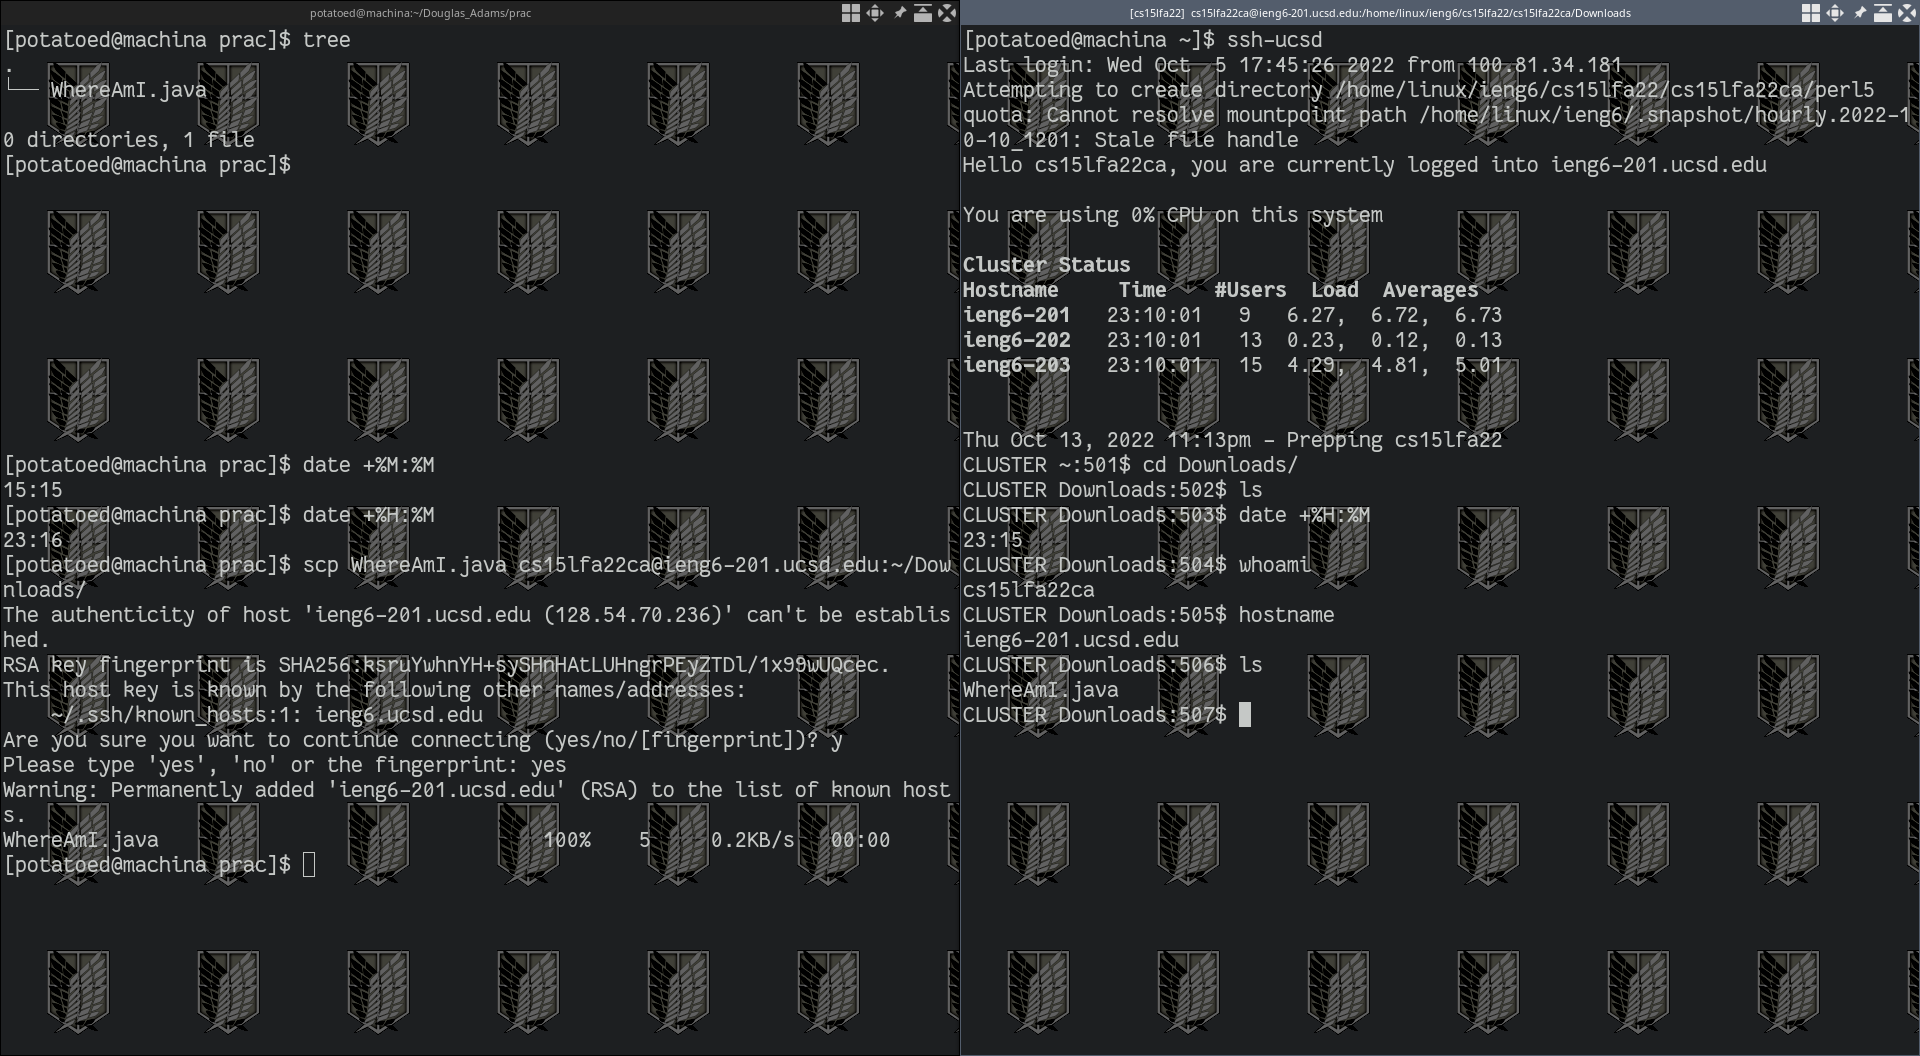 potatoed@machina:~/Douglas_Adams/prac
[potatoed@machina prac]$ tree
.
└── WhereAmI.java
0 directories, 1 file
[potatoed@machina prac]$
[potatoed@machina prac]$ date +%M:%M
15:15
[potatoed@machina prac]$ date +%H:%M
23:16
[potatoed@machina prac]$ scp WhereAmI.java cs15lfa22ca@ieng6-201.ucsd.edu:~/Dow
nloads/
The authenticity of host 'ieng6-201.ucsd.edu (128.54.70.236)' can't be establis
hed.
RSA key fingerprint is SHA256:ksruYwhnYH+sySHnHAtLUHngrPEyZTDl/1x99wUQcec.
This host key is known by the following other names/addresses:
    ~/.ssh/known_hosts:1: ieng6.ucsd.edu
Are you sure you want to continue connecting (yes/no/[fingerprint])? y
Please type 'yes', 'no' or the fingerprint: yes
Warning: Permanently added 'ieng6-201.ucsd.edu' (RSA) to the list of known host
s.
WhereAmI.java                                100%    5     0.2KB/s   00:00
[potatoed@machina prac]$
[cs15lfa22] cs15lfa22ca@ieng6-201.ucsd.edu:/home/linux/ieng6/cs15lfa22/cs15lfa22ca/Downloads
[potatoed@machina ~]$ ssh-ucsd
Last login: Wed Oct  5 17:45:26 2022 from 100.81.34.181
Attempting to create directory /home/linux/ieng6/cs15lfa22/cs15lfa22ca/perl5
quota: Cannot resolve mountpoint path /home/linux/ieng6/.snapshot/hourly.2022-1
0-10_1201: Stale file handle
Hello cs15lfa22ca, you are currently logged into ieng6-201.ucsd.edu
You are using 0% CPU on this system
Cluster Status
Hostname     Time    #Users  Load  Averages
ieng6-201   23:10:01   9   6.27,  6.72,  6.73
ieng6-202   23:10:01   13  0.23,  0.12,  0.13
ieng6-203   23:10:01   15  4.29,  4.81,  5.01
Thu Oct 13, 2022 11:13pm - Prepping cs15lfa22
CLUSTER ~:501$ cd Downloads/
CLUSTER Downloads:502$ ls
CLUSTER Downloads:503$ date +%H:%M
23:15
CLUSTER Downloads:504$ whoami
cs15lfa22ca
CLUSTER Downloads:505$ hostname
ieng6-201.ucsd.edu
CLUSTER Downloads:506$ ls
WhereAmI.java
CLUSTER Downloads:507$